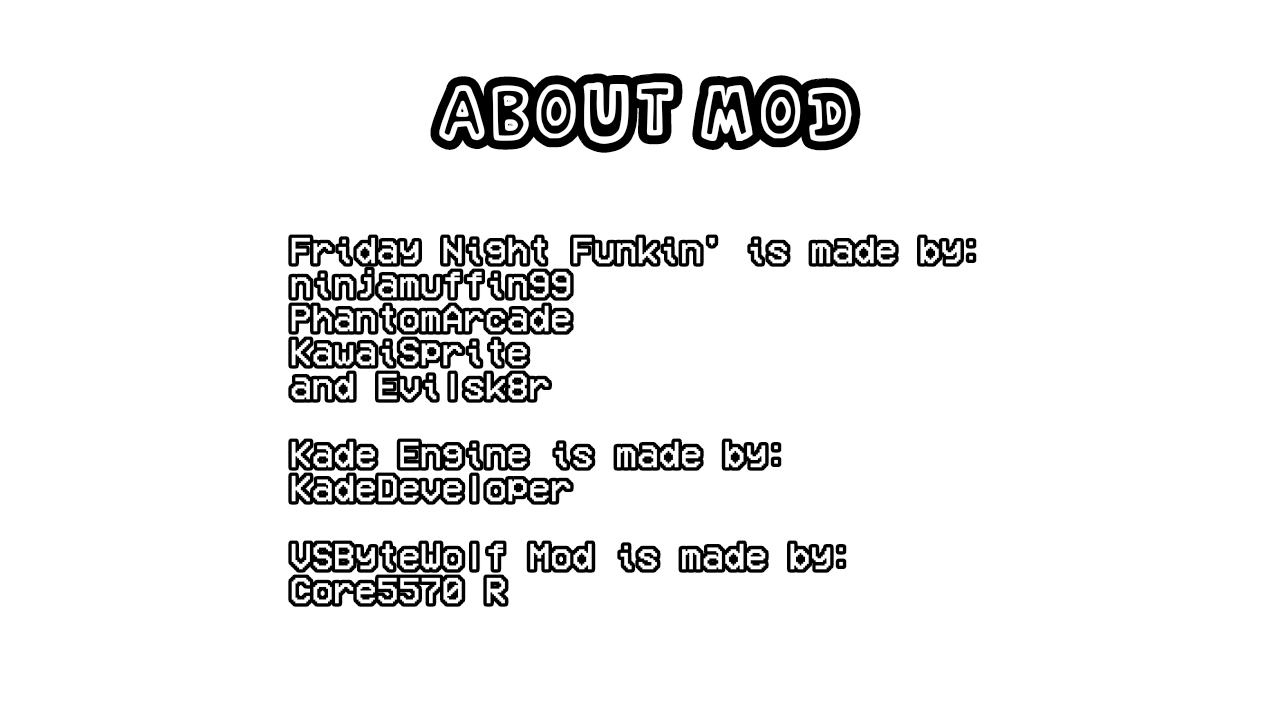 ABOUT MOD
Friday Night Funkin' is made by:
ninjamuffin99
PhantomArcade
KawaiSprite
and Evilsk8r
Kade Engine is made by:
KadeDeveloper
VSByteWolf Mod is made by:
Core5570 R